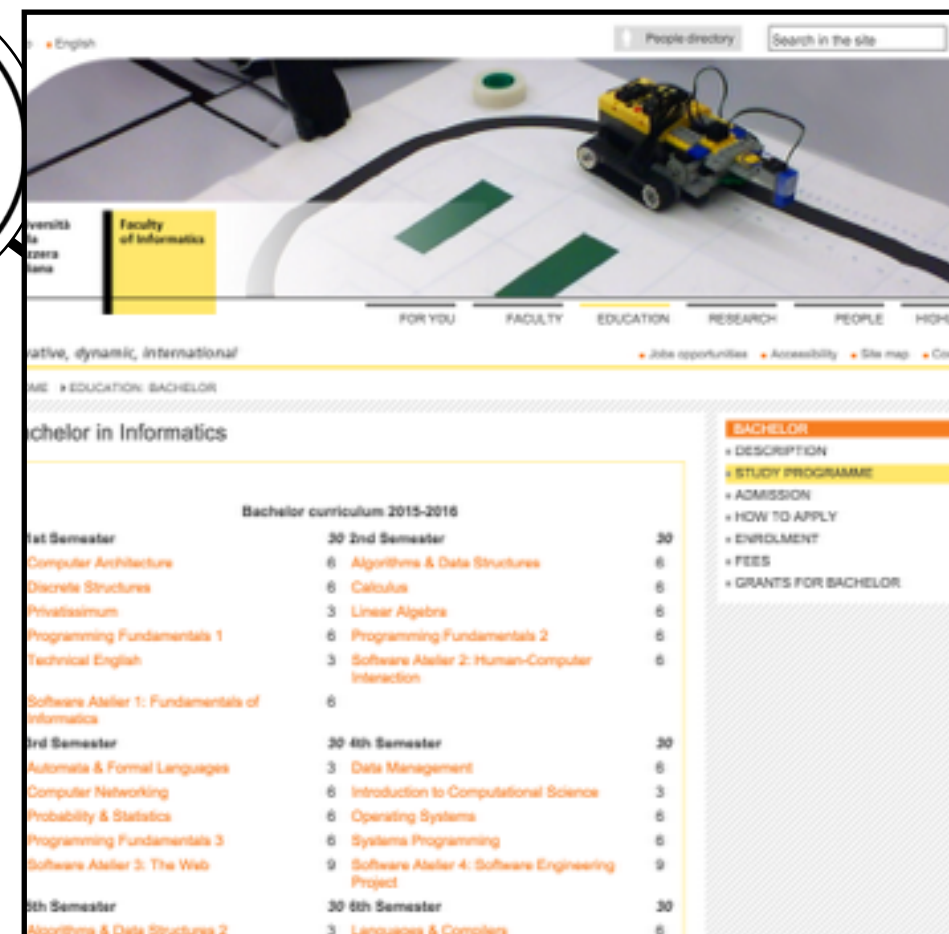 English
People directory
Search in the site
versità
la
zzera
liana
Faculty
of Informatics
FOR YOU FACULTY EDUCATION RESEARCH PEOPLE HIGH
vative, dynamic, international
Jobs opportunities Accessibility Site map Co
ME EDUCATION: BACHELOR
chelor in Informatics
BACHELOR
DESCRIPTION
STUDY PROGRAMME
ADMISSION
HOW TO APPLY
ENROLMENT
FEES
GRANTS FOR BACHELOR
Bachelor curriculum 2015-2016
1st Semester 30 2nd Semester 30
Computer Architecture 6 Algorithms & Data Structures 6
Discrete Structures 6 Calculus 6
Privatissimum 3 Linear Algebra 6
Programming Fundamentals 1 6 Programming Fundamentals 2 6
Technical English 3 Software Atelier 2: Human-Computer 6
Interaction
Software Atelier 1: Fundamentals of 6
Informatics
3rd Semester 30 4th Semester 30
Automata & Formal Languages 3 Data Management 6
Computer Networking 6 Introduction to Computational Science 3
Probability & Statistics 6 Operating Systems 6
Programming Fundamentals 3 6 Systems Programming 6
Software Atelier 3: The Web 9 Software Atelier 4: Software Engineering 9
Project
5th Semester 30 6th Semester 30
Algorithms & Data Structures 2 3 Languages & Compilers 6